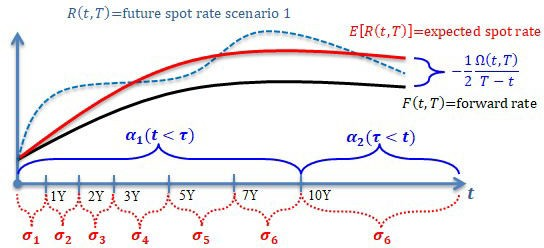 R(t,T)=future spot rate scenario 1
E[R(t,T)]=expected spot rate
-1/2 Ω(t,T)/T-t
F(t,T)=forward rate
α₁(t<τ) α₂(τ<t)
1Y 2Y 3Y 5Y 7Y 10Y t
σ₁ σ₂ σ₃ σ₄ σ₅ σ₆ σ₆